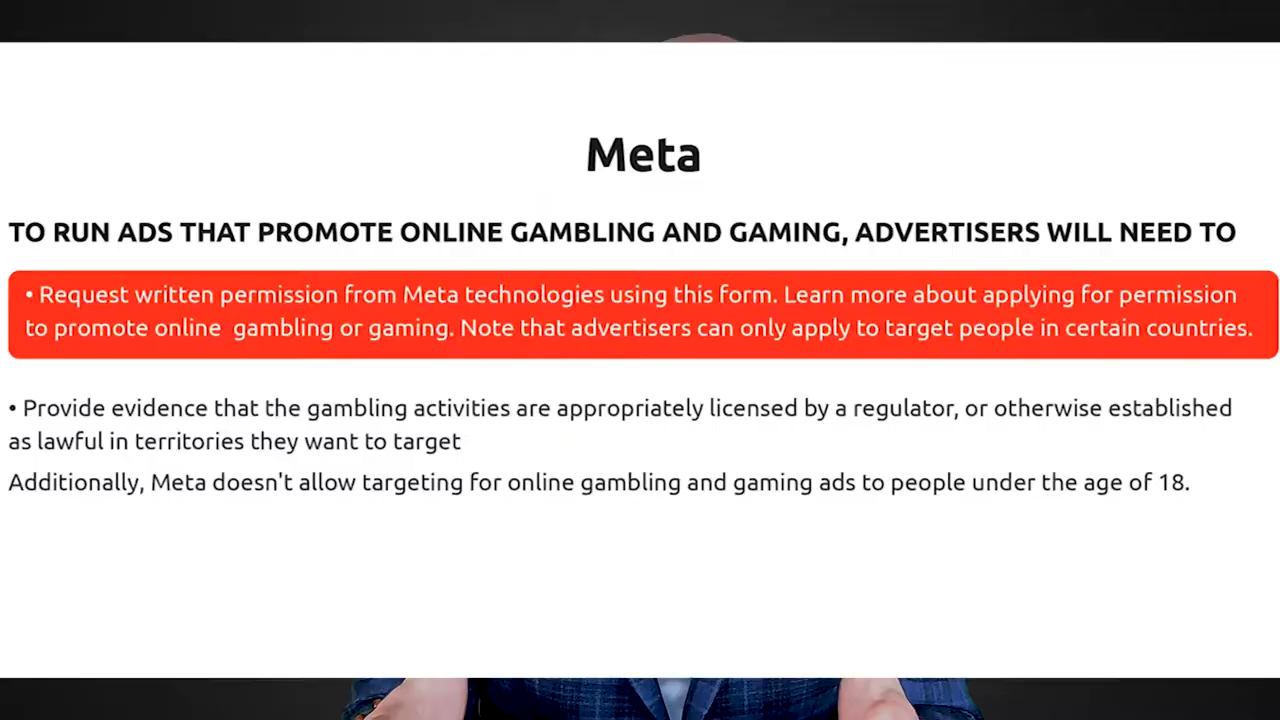 Meta
TO RUN ADS THAT PROMOTE ONLINE GAMBLING AND GAMING, ADVERTISERS WILL NEED TO
• Request written permission from Meta technologies using this form. Learn more about applying for permission
to promote online  gambling or gaming. Note that advertisers can only apply to target people in certain countries.
• Provide evidence that the gambling activities are appropriately licensed by a regulator, or otherwise established
as lawful in territories they want to target
Additionally, Meta doesn't allow targeting for online gambling and gaming ads to people under the age of 18.